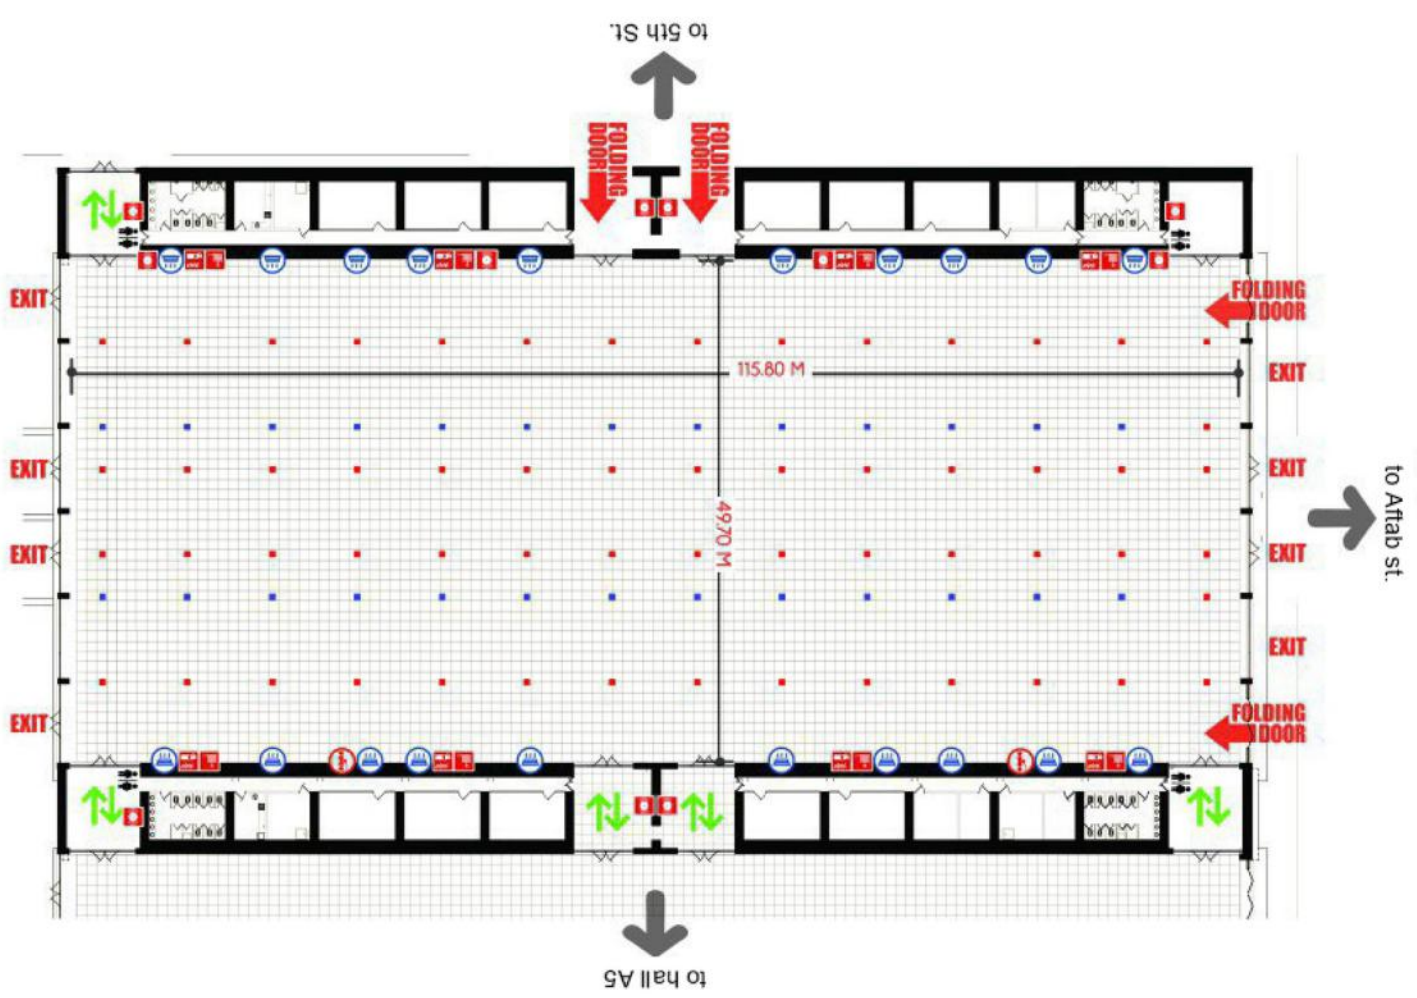 to 5th St.
FOLDING
DOOR
FOLDING
DOOR
EXIT
FOLDING
DOOR
115.80 M
EXIT
EXIT
EXIT
to Aftab st.
49.70 M
EXIT
EXIT
EXIT
EXIT
FOLDING
DOOR
to hall A5